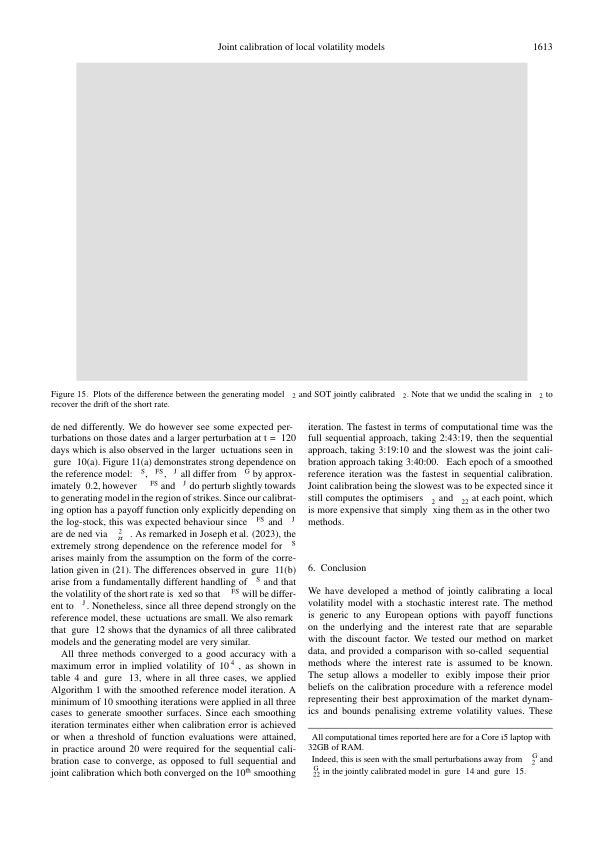 Joint calibration of local volatility models
1613
Figure 15. Plots of the difference between the generating model 2 and SOT jointly calibrated 2. Note that we undid the scaling in 2 to
recover the drift of the short rate.
de ned differently. We do however see some expected per-
turbations on those dates and a larger perturbation at t = 120
days which is also observed in the larger uctuations seen in
gure 10(a). Figure 11(a) demonstrates strong dependence on
the reference model: S, FS, J all differ from G by approx-
imately 0.2, however FS and J do perturb slightly towards
to generating model in the region of strikes. Since our calibrat-
ing option has a payoff function only explicitly depending on
the log-stock, this was expected behaviour since FS and J
are de ned via 2 rr . As remarked in Joseph et al. (2023), the
extremely strong dependence on the reference model for S
arises mainly from the assumption on the form of the corre-
lation given in (21). The differences observed in gure 11(b)
arise from a fundamentally different handling of S and that
the volatility of the short rate is xed so that FS will be differ-
ent to J. Nonetheless, since all three depend strongly on the
reference model, these uctuations are small. We also remark
that gure 12 shows that the dynamics of all three calibrated
models and the generating model are very similar.
All three methods converged to a good accuracy with a
maximum error in implied volatility of 10 4 , as shown in
table 4 and gure 13, where in all three cases, we applied
Algorithm 1 with the smoothed reference model iteration. A
minimum of 10 smoothing iterations were applied in all three
cases to generate smoother surfaces. Since each smoothing
iteration terminates either when calibration error is achieved
or when a threshold of function evaluations were attained,
in practice around 20 were required for the sequential cali-
bration case to converge, as opposed to full sequential and
joint calibration which both converged on the 10th smoothing
iteration. The fastest in terms of computational time was the
full sequential approach, taking 2:43:19, then the sequential
approach, taking 3:19:10 and the slowest was the joint cali-
bration approach taking 3:40:00. Each epoch of a smoothed
reference iteration was the fastest in sequential calibration.
Joint calibration being the slowest was to be expected since it
still computes the optimisers 2 and 22 at each point, which
is more expensive that simply xing them as in the other two
methods.
6. Conclusion
We have developed a method of jointly calibrating a local
volatility model with a stochastic interest rate. The method
is generic to any European options with payoff functions
on the underlying and the interest rate that are separable
with the discount factor. We tested our method on market
data, and provided a comparison with so-called sequential
methods where the interest rate is assumed to be known.
The setup allows a modeller to exibly impose their prior
beliefs on the calibration procedure with a reference model
representing their best approximation of the market dynam-
ics and bounds penalising extreme volatility values. These
All computational times reported here are for a Core i5 laptop with
32GB of RAM.
Indeed, this is seen with the small perturbations away from G 2 and
G 22 in the jointly calibrated model in gure 14 and gure 15.